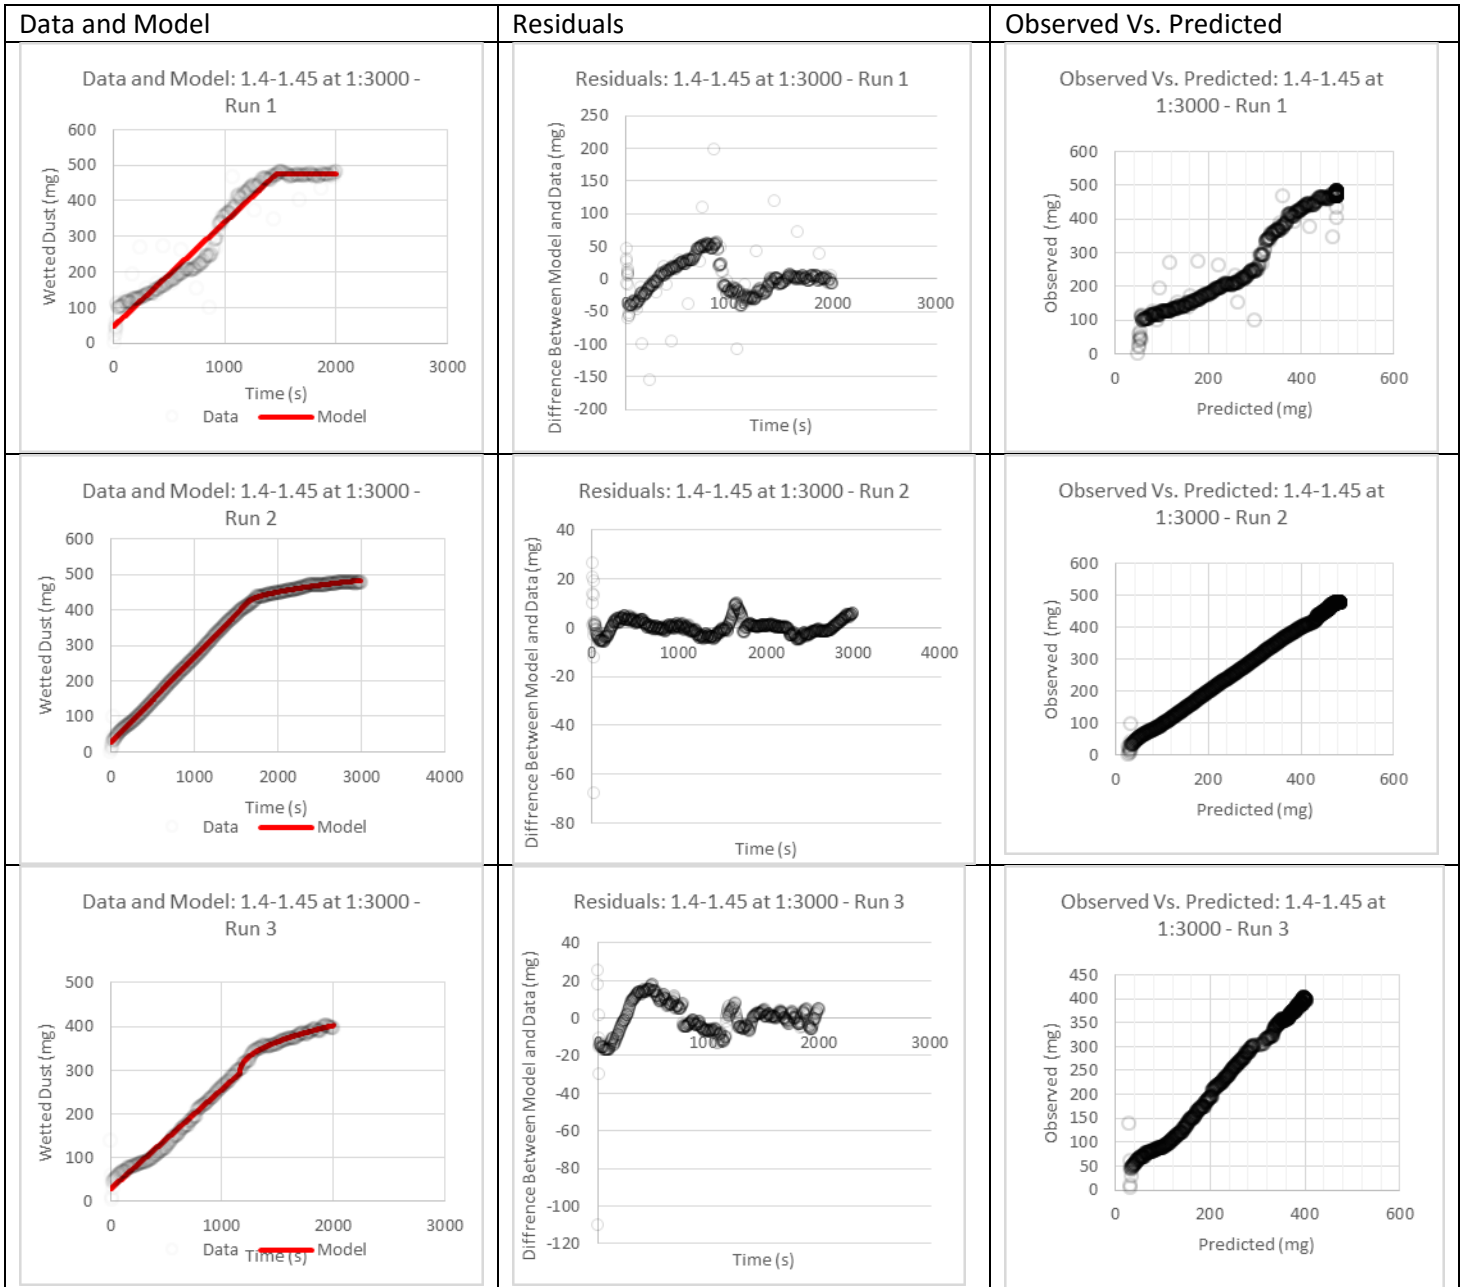 Data and Model
Residuals
Observed Vs. Predicted
Data and Model: 1.4-1.45 at 1:3000 -
Run 1
600
500
400
300
200
100
0
0
1000
2000
3000
Wetted Dust (mg)
Time (s)
Data
Model
Residuals: 1.4-1.45 at 1:3000 - Run 1
250
200
150
100
50
0
-50
-100
-150
-200
0
1000
2000
3000
Diffrence Between Model and Data (mg)
Time (s)
Observed Vs. Predicted: 1.4-1.45 at
1:3000 - Run 1
600
500
400
300
200
100
0
0
200
400
600
Observed (mg)
Predicted (mg)
Data and Model: 1.4-1.45 at 1:3000 -
Run 2
600
500
400
300
200
100
0
0
1000
2000
3000
4000
Wetted Dust (mg)
Time (s)
Data
Model
Residuals: 1.4-1.45 at 1:3000 - Run 2
40
20
0
-20
-40
-60
-80
0
1000
2000
3000
4000
Diffrence Between Model and Data (mg)
Time (s)
Observed Vs. Predicted: 1.4-1.45 at
1:3000 - Run 2
600
500
400
300
200
100
0
0
200
400
600
Observed (mg)
Predicted (mg)
Data and Model: 1.4-1.45 at 1:3000 -
Run 3
500
400
300
200
100
0
0
1000
2000
3000
Wetted Dust (mg)
Time (s)
Data
Model
Residuals: 1.4-1.45 at 1:3000 - Run 3
40
20
0
-20
-40
-60
-80
-100
-120
0
1000
2000
3000
Diffrence Between Model and Data (mg)
Time (s)
Observed Vs. Predicted: 1.4-1.45 at
1:3000 - Run 3
450
400
350
300
250
200
150
100
50
0
0
200
400
600
Observed (mg)
Predicted (mg)